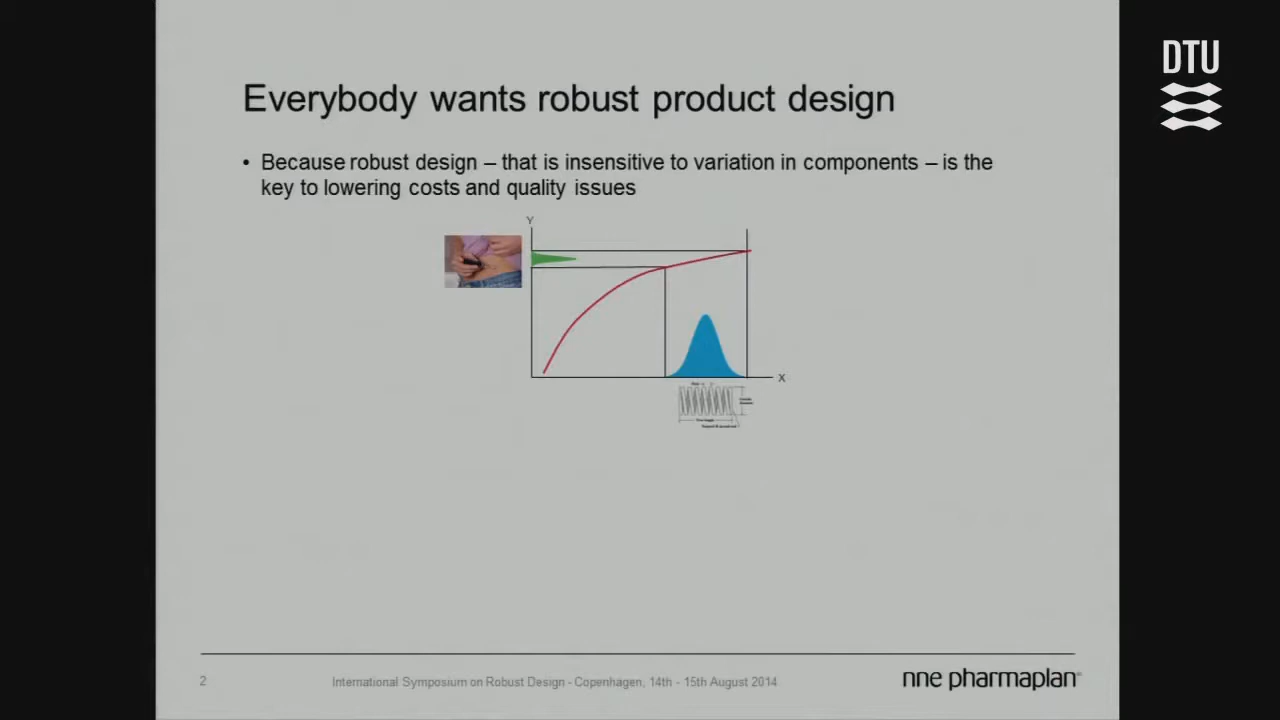 DTU
Everybody wants robust product design
• Because robust design – that is insensitive to variation in components – is the
key to lowering costs and quality issues
Y
X
2
International Symposium on Robust Design - Copenhagen, 14th - 15th August 2014
nne pharmaplan